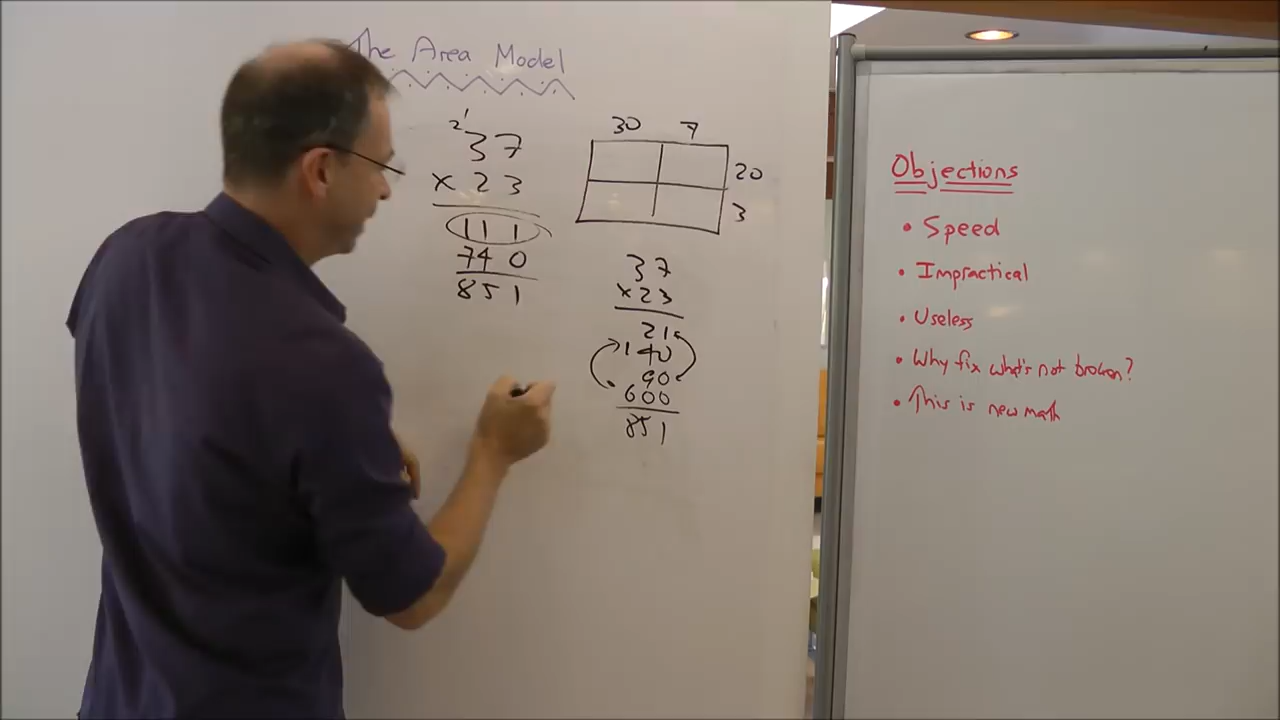 The Area Model
2 1
37
x 23
111
740
851
30 7
20
3
37
x23
21
140
90
600
851
Objections
• Speed
• Impractical
• Useless
• Why fix what's not broken?
• This is new math